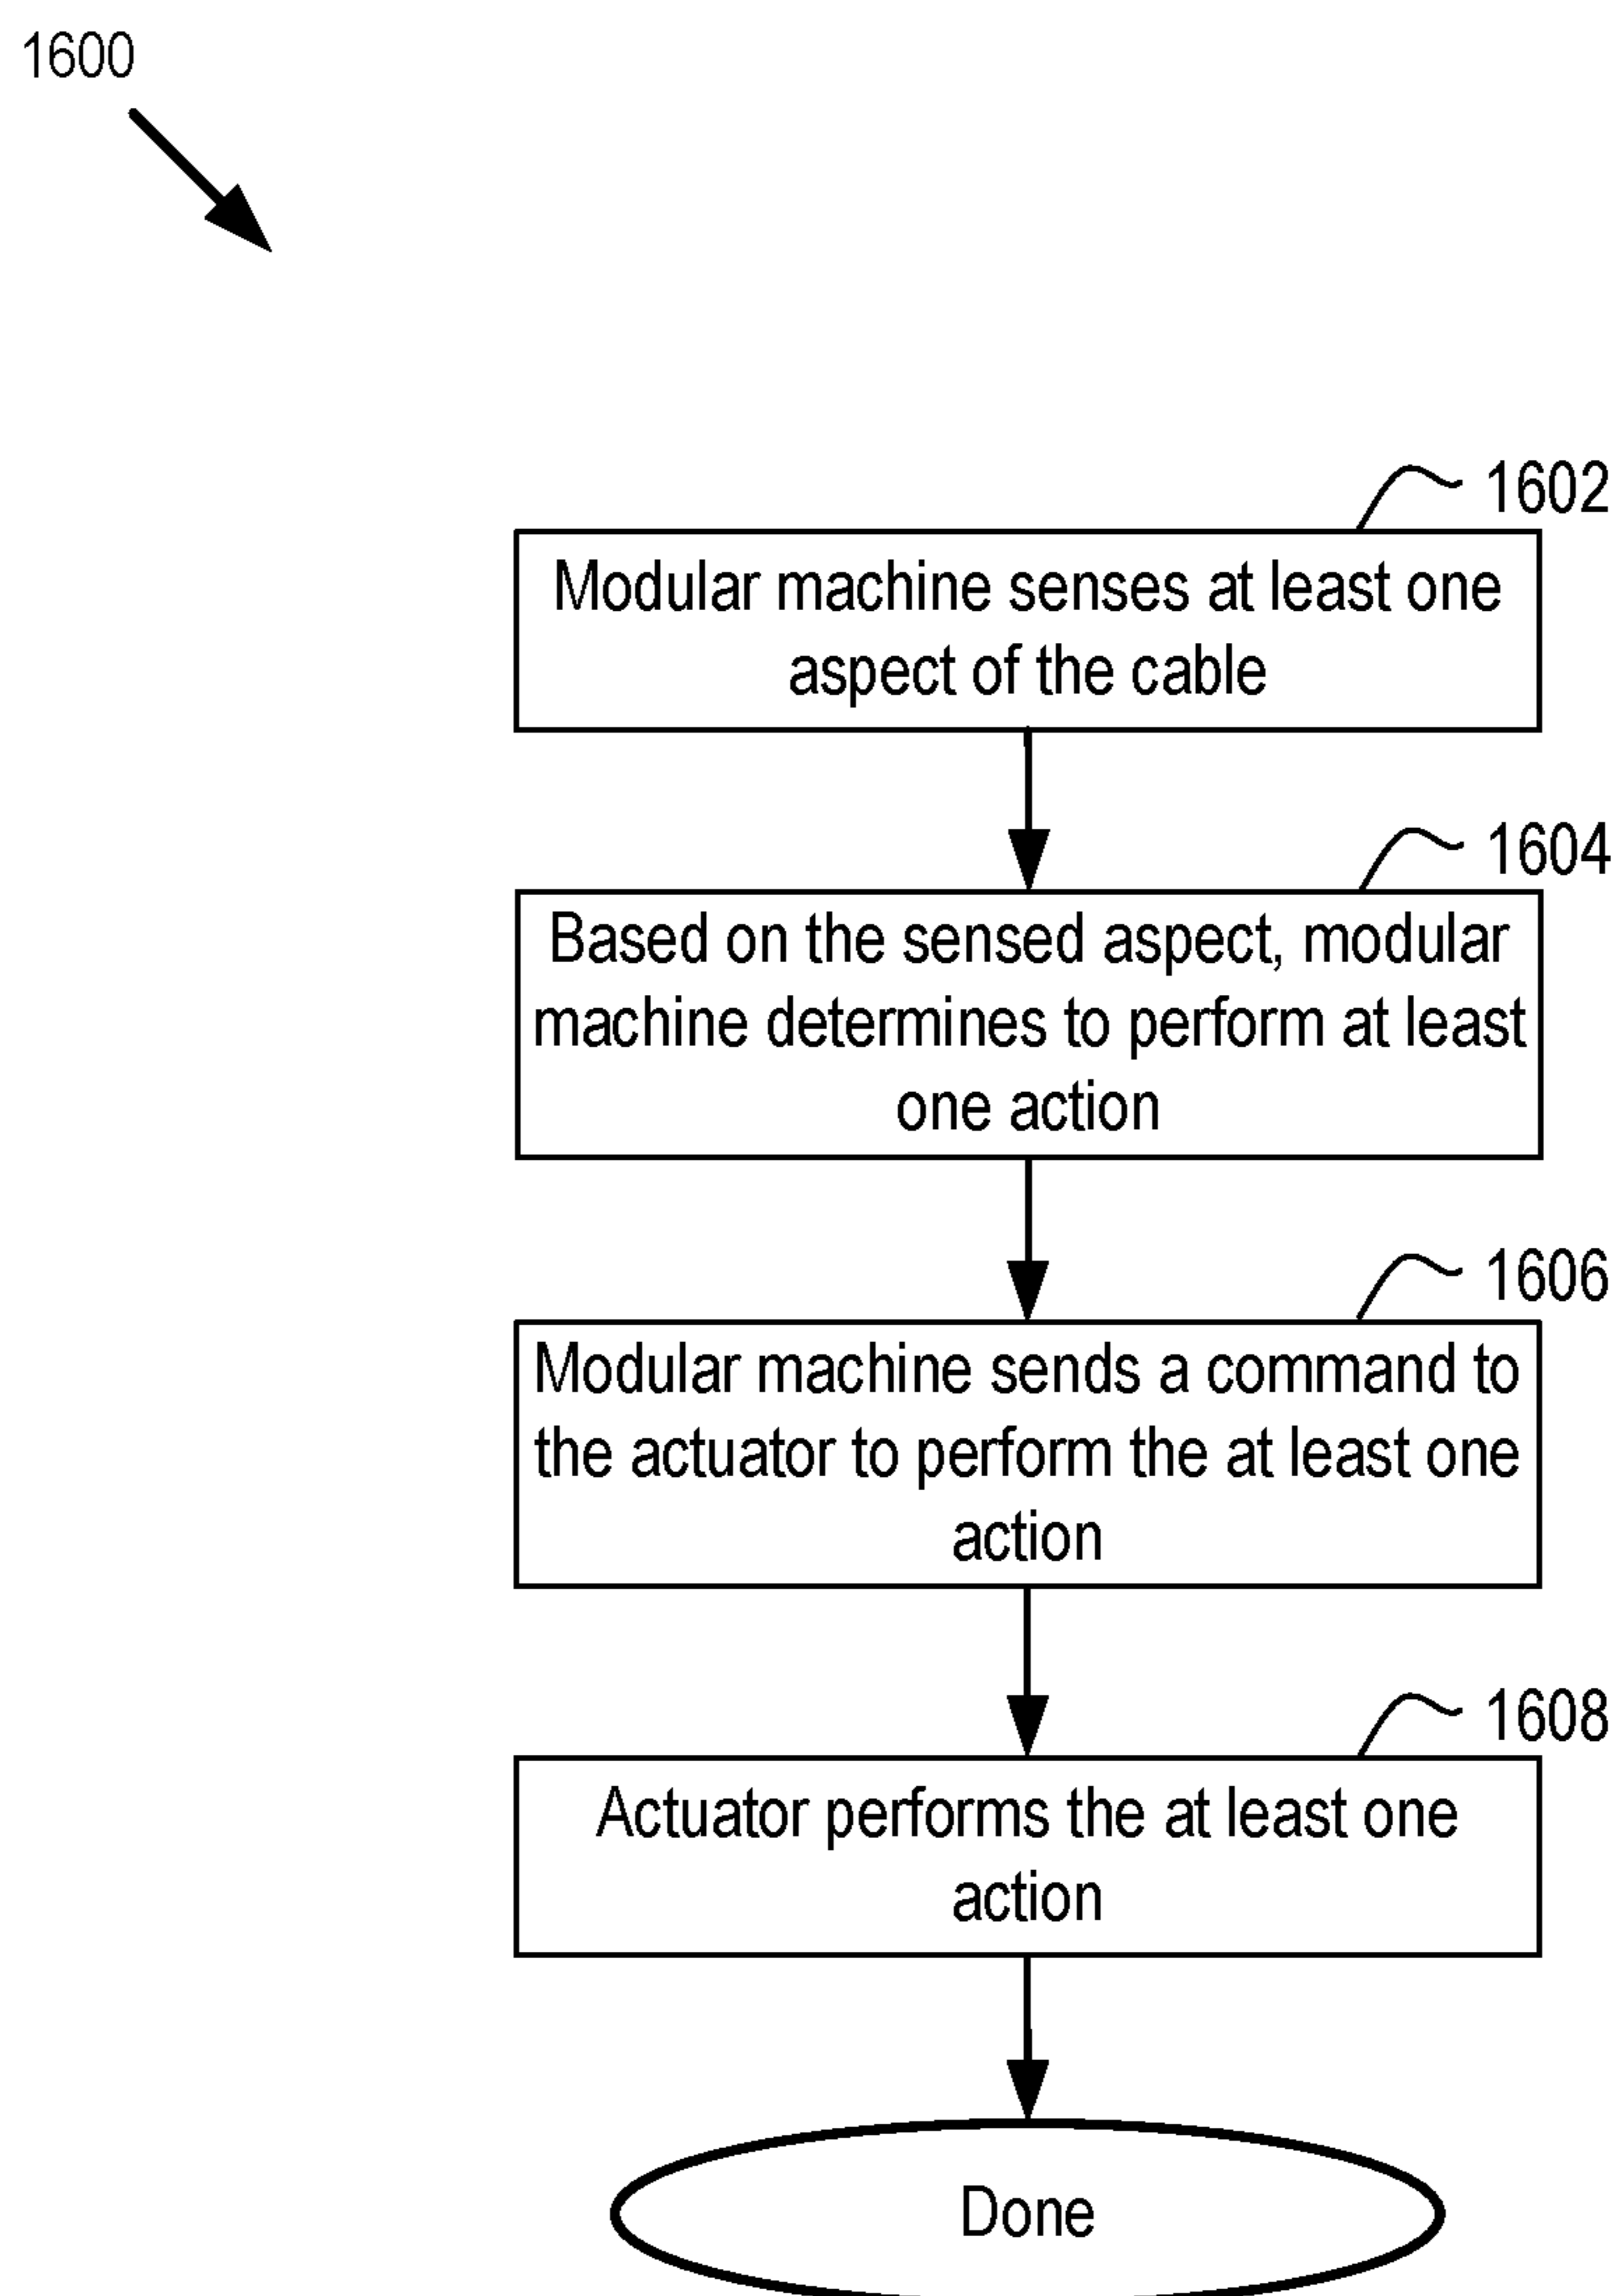 1600
1602
Modular machine senses at least one
aspect of the cable
1604
Based on the sensed aspect, modular
machine determines to perform at least
one action
1606
Modular machine sends a command to
the actuator to perform the at least one
action
1608
Actuator performs the at least one
action
Done